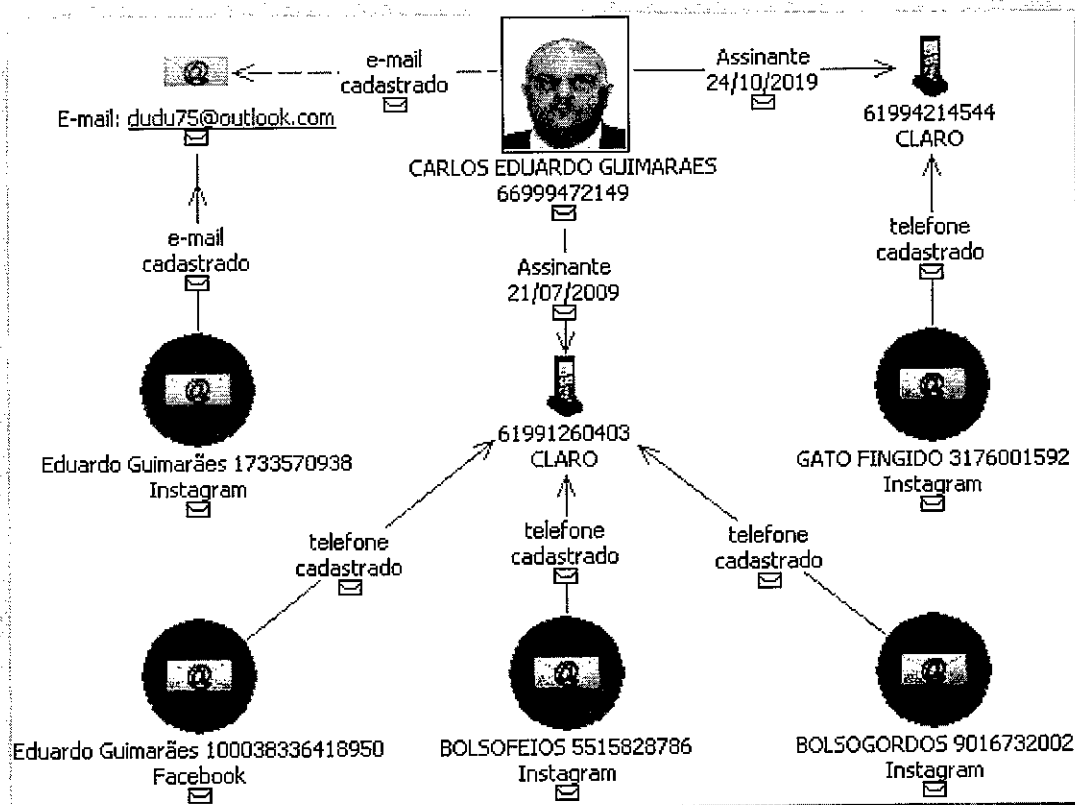 e-mail
cadastrado
@
E-mail: dudu75@outlook.com
CARLOS EDUARDO GUIMARAES
66999472149
Assinante
24/10/2019
61994214544
CLARO
e-mail
cadastrado
Assinante
21/07/2009
telefone
cadastrado
@
Eduardo Guimarães 1733570938
Instagram
61991260403
CLARO
@
GATO FINGIDO 3176001592
Instagram
telefone
cadastrado
telefone
cadastrado
telefone
cadastrado
@
Eduardo Guimarães 100038336418950
Facebook
@
BOLSOFEIOS 5515828786
Instagram
@
BOLSOGORDOS 9016732002
Instagram